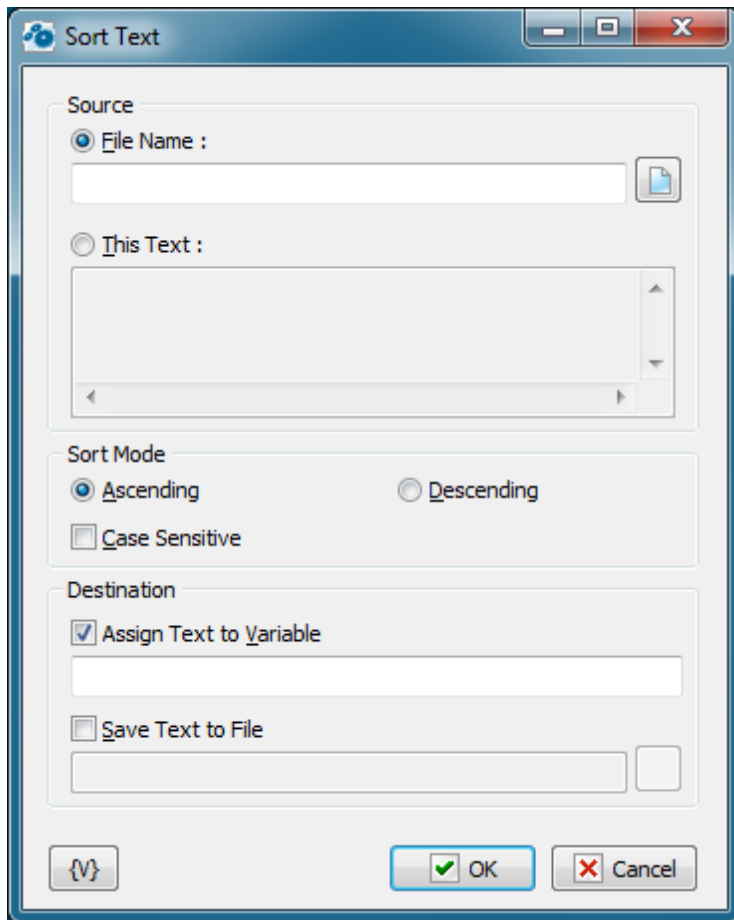 Sort Text
Source
File Name :
This Text :
Sort Mode
Ascending
Descending
Case Sensitive
Destination
Assign Text to Variable
Save Text to File
{V}
OK
Cancel